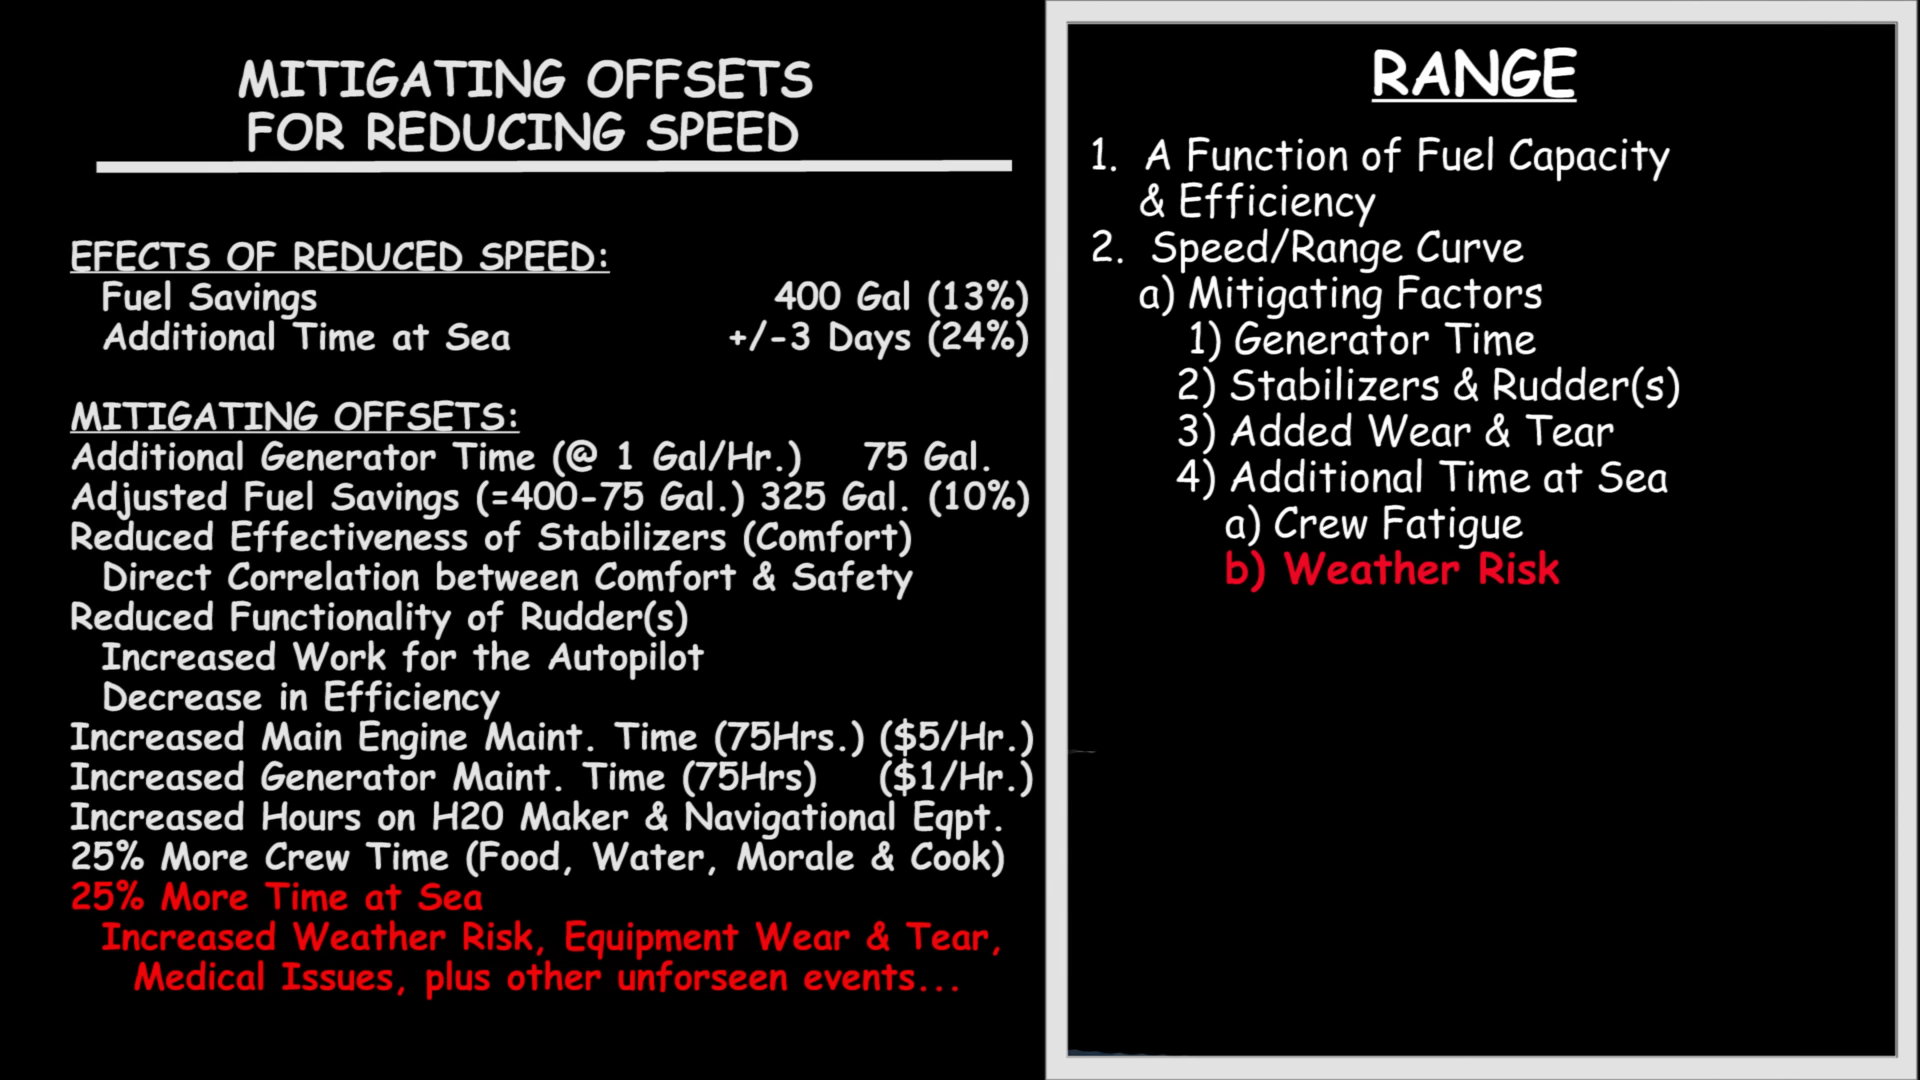 MITIGATING OFFSETS
FOR REDUCING SPEED
EFECTS OF REDUCED SPEED:
Fuel Savings 400 Gal (13%)
Additional Time at Sea +/-3 Days (24%)
MITIGATING OFFSETS:
Additional Generator Time (@ 1 Gal/Hr.) 75 Gal.
Adjusted Fuel Savings (=400-75 Gal.) 325 Gal. (10%)
Reduced Effectiveness of Stabilizers (Comfort)
Direct Correlation between Comfort & Safety
Reduced Functionality of Rudder(s)
Increased Work for the Autopilot
Decrease in Efficiency
Increased Main Engine Maint. Time (75Hrs.) ($5/Hr.)
Increased Generator Maint. Time (75Hrs) ($1/Hr.)
Increased Hours on H20 Maker & Navigational Eqpt.
25% More Crew Time (Food, Water, Morale & Cook)
25% More Time at Sea
Increased Weather Risk, Equipment Wear & Tear,
Medical Issues, plus other unforseen events...
RANGE
1. A Function of Fuel Capacity
& Efficiency
2. Speed/Range Curve
a) Mitigating Factors
1) Generator Time
2) Stabilizers & Rudder(s)
3) Added Wear & Tear
4) Additional Time at Sea
a) Crew Fatigue
b) Weather Risk